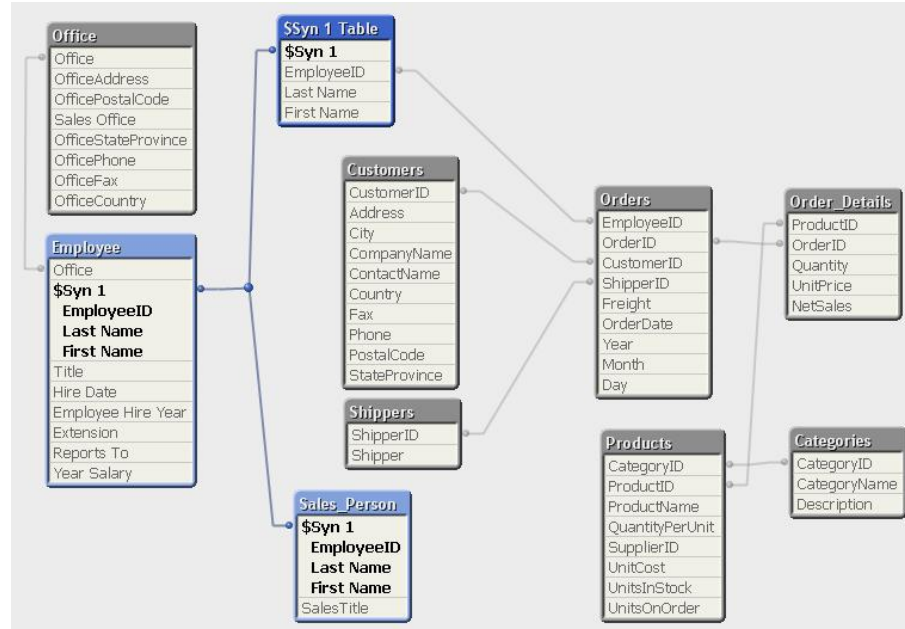 Office
Office
OfficeAddress
OfficePostalCode
Sales Office
OfficeStateProvince
OfficePhone
OfficeFax
OfficeCountry
Employee
Office
$Syn 1
EmployeeID
Last Name
First Name
Title
Hire Date
Employee Hire Year
Extension
Reports To
Year Salary
$Syn 1 Table
$Syn 1
EmployeeID
Last Name
First Name
Customers
CustomerID
Address
City
CompanyName
ContactName
Country
Fax
Phone
PostalCode
StateProvince
Shippers
ShipperID
Shipper
Sales_Person
$Syn 1
EmployeeID
Last Name
First Name
SalesTitle
Orders
EmployeeID
OrderID
CustomerID
ShipperID
Freight
OrderDate
Year
Month
Day
Products
CategoryID
ProductID
ProductName
QuantityPerUnit
SupplierID
UnitCost
UnitsInStock
UnitsOnOrder
Order_Details
ProductID
OrderID
Quantity
UnitPrice
NetSales
Categories
CategoryID
CategoryName
Description